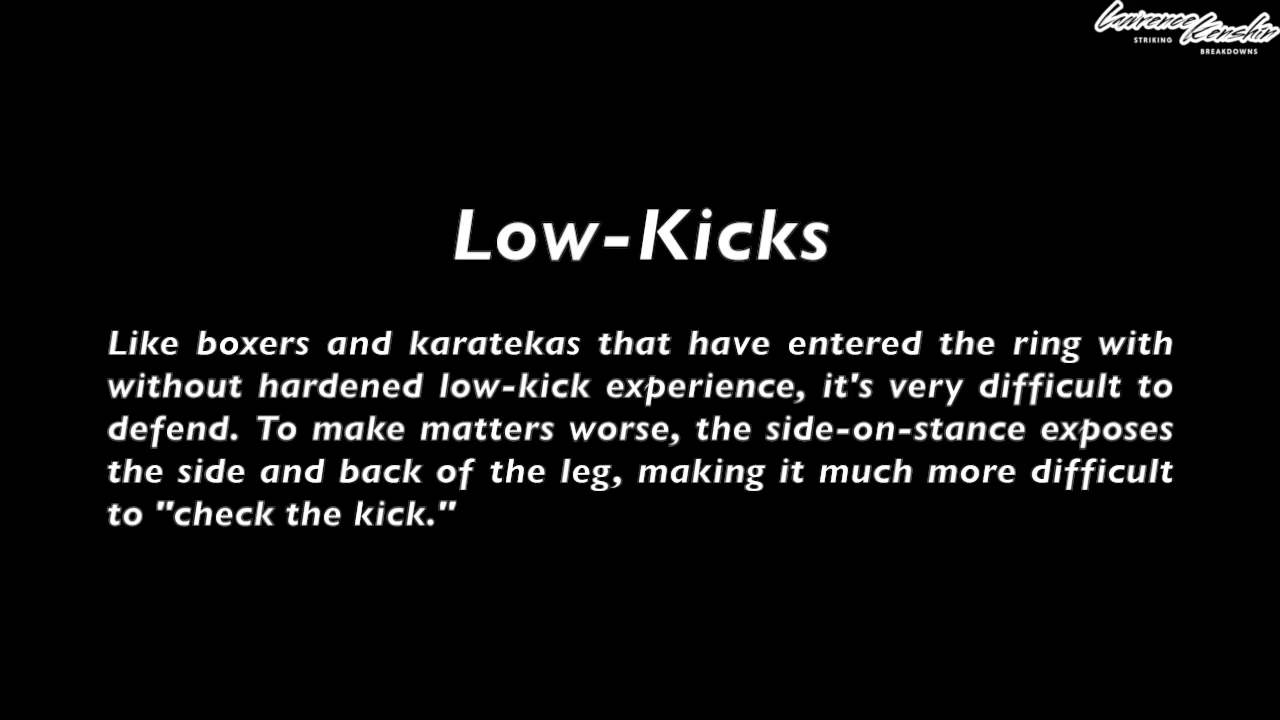 Lawrence Kenshin
STRIKING
BREAKDOWNS
Low-Kicks
Like boxers and karatekas that have entered the ring with
without hardened low-kick experience, it's very difficult to
defend. To make matters worse, the side-on-stance exposes
the side and back of the leg, making it much more difficult
to "check the kick."